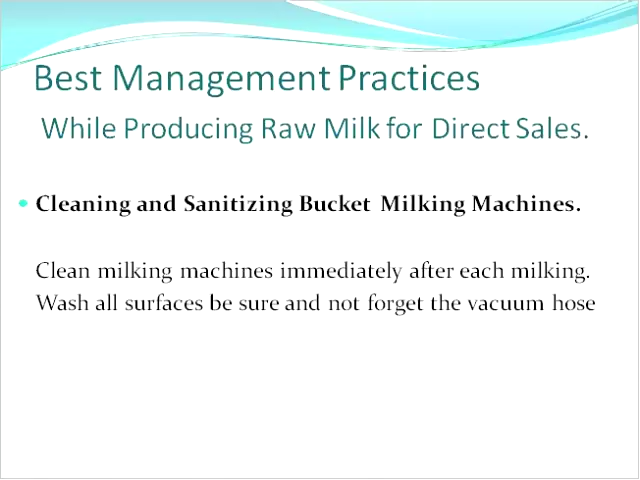 Best Management Practices
While Producing Raw Milk for Direct Sales.
Cleaning and Sanitizing Bucket Milking Machines.
Clean milking machines immediately after each milking.
Wash all surfaces be sure and not forget the vacuum hose